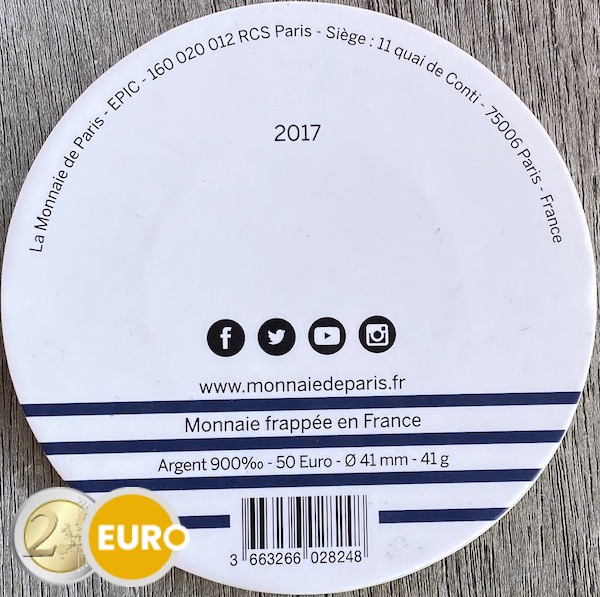 La Monnaie de Paris - EPIC - 160 020 012 RCS Paris - Siège : 11 quai de Conti - 75006 Paris - France
2017
www.monnaiedeparis.fr
Monnaie frappée en France
Argent 900‰ - 50 Euro - Ø 41 mm - 41 g
3 663266 028248
2 EURO